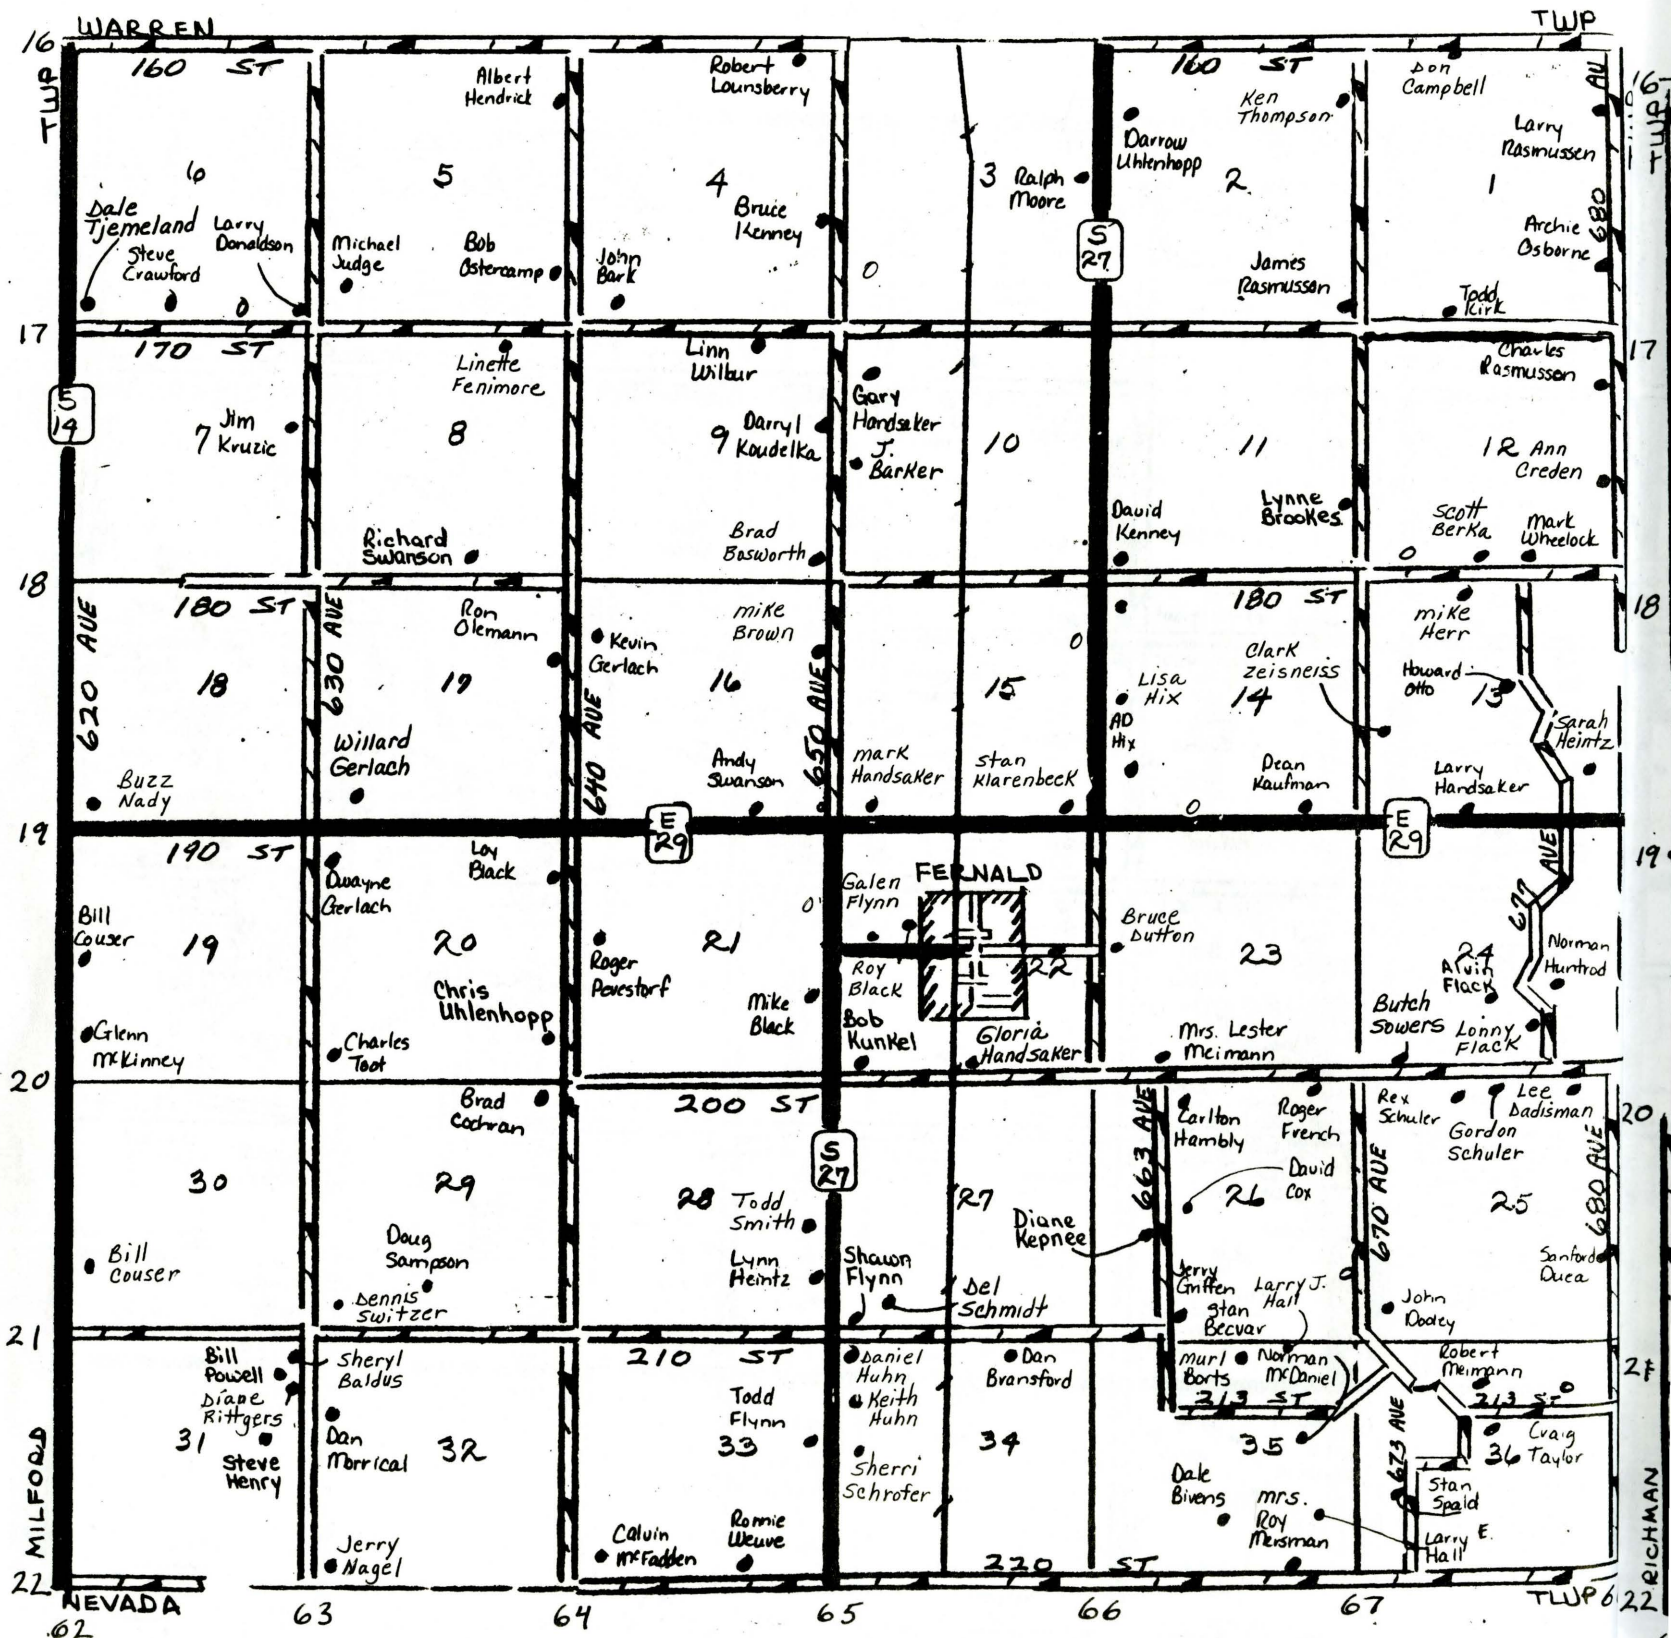 WARREN
TWP
16
160 ST
160 ST
TWP
16
TWP
Albert
Hendrick
Robert
Lounsberry
Ken
Thompson
Don
Campbell
680 AV
Darrow
Uhlenhopp
Larry
Rasmussen
6
5
4
3
Ralph
Moore
2
1
Dale
Tjemeland
Steve
Crawford
Larry
Donaldson
Michael
Judge
Bob
Ostercamp
John
Bark
Bruce
Kenney
S
27
James
Rasmusson
Archie
Osborne
Todd
Kirk
17
170 ST
17
Linette
Fenimore
Linn
Wilbur
Charles
Rasmusson
S
14
7
Jim
Kruzic
8
9
Darryl
Koudelka
Gary
Handsaker
J.
Barker
10
11
12
Ann
Creden
Richard
Swanson
Brad
Bosworth
David
Kenney
Lynne
Brookes
Scott
Berka
Mark
Wheelock
18
180 ST
180 ST
18
620 AVE
630 AVE
640 AVE
650 AVE
Ron
Olemann
Kevin
Gerlach
Mike
Brown
Mike
Herr
18
17
16
15
Lisa
Hix
14
Clark
Zeisneiss
Howard
Otto
13
Sarah
Heintz
AD
Hix
Buzz
Nady
Willard
Gerlach
Andy
Swanson
Mark
Handsaker
Stan
Klarenbeek
Dean
Kaufman
Larry
Handsaker
19
E
29
E
29
19
190 ST
Dwayne
Gerlach
Loy
Black
Galen
Flynn
FERNALD
677 AVE
Bill
Couser
19
20
Roger
Pevestorf
21
Roy
Black
22
Bruce
Dutton
23
24
Alvin
Flack
Norman
Huntrod
Glenn
McKinney
Charles
Toot
Chris
Uhlenhopp
Mike
Black
Bob
Kunkel
Gloria
Handsaker
Mrs. Lester
Meimann
Butch
Sowers
Lonny
Flack
20
200 ST
20
Brad
Cochran
663 AVE
Carlton
Hambly
Roger
French
670 AVE
Rex
Schuler
Gordon
Schuler
Lee
Dadisman
680 AVE
30
29
28
Todd
Smith
S
27
27
Diane
Kepnee
26
David
Cox
25
Bill
Couser
Doug
Sampson
Dennis
Switzer
Lynn
Heintz
Shawn
Flynn
Del
Schmidt
Jerry
Griffen
Stan
Becvar
Larry J.
Hall
John
Dooley
Sanford
Duea
21
210 ST
Bill
Powell
Sheryl
Baldus
Diane
Rittgers
Steve
Henry
31
Dan
Morrical
32
Todd
Flynn
33
Daniel
Huhn
Keith
Huhn
Sherri
Schrofer
Dan
Bransford
34
Murl
Borts
Norman
McDaniel
213 ST
35
Robert
Meimann
213 ST
673 AVE
36
Craig
Taylor
Stan
Spald
Larry E.
Hall
Dale
Bivens
Mrs.
Roy
Mersman
MILFORD
RICHMAN
Jerry
Nagel
Calvin
McFadden
Ronnie
Weuve
22
220 ST
TWP
22
NEVADA
62
63
64
65
66
67